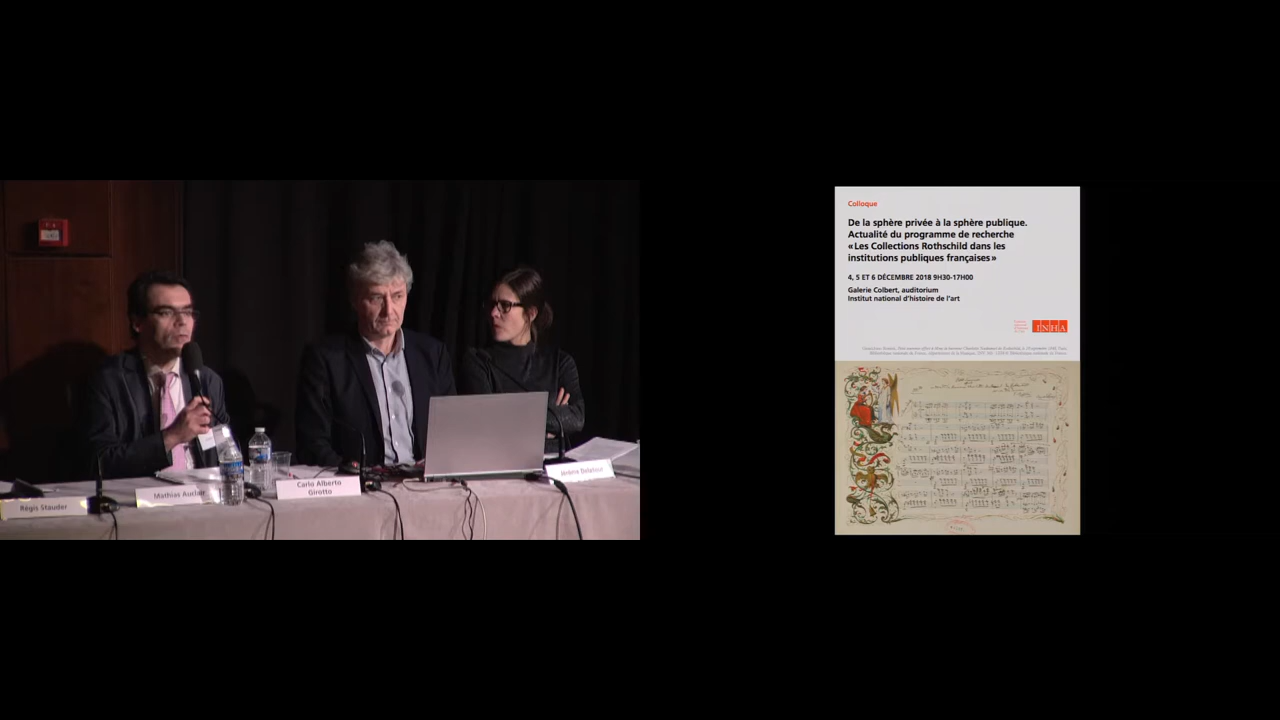 Régis Stauder
Mathias Auclair
Carlo Alberto
Girotto
Jérôme Delatour
Colloque
De la sphère privée à la sphère publique.
Actualité du programme de recherche
«Les Collections Rothschild dans les
institutions publiques françaises»
4, 5 ET 6 DÉCEMBRE 2018 9H30-17H00
Galerie Colbert, auditorium
Institut national d'histoire de l'art
INHA